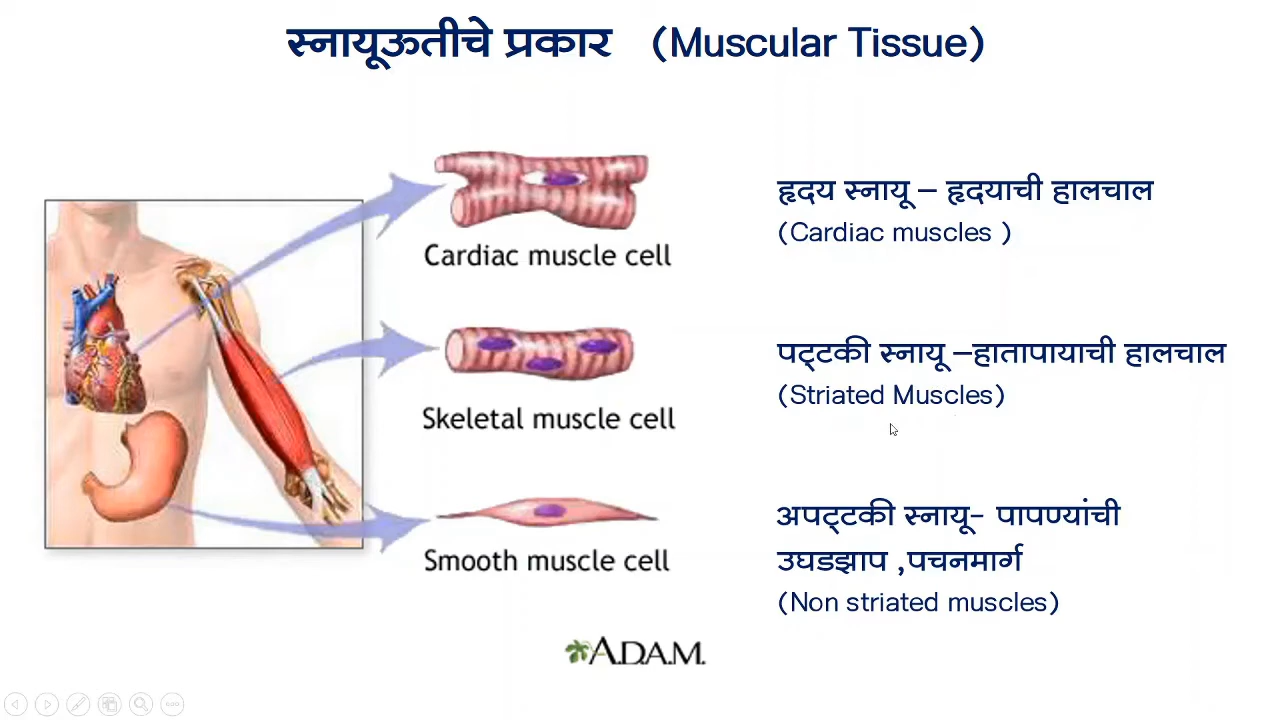 स्नायूऊतीचे प्रकार (Muscular Tissue)
Cardiac muscle cell
हृदय स्नायू – हृदयाची हालचाल
(Cardiac muscles )
Skeletal muscle cell
पट्टकी स्नायू –हातापायाची हालचाल
(Striated Muscles)
Smooth muscle cell
अपट्टकी स्नायू- पापण्यांची
उघडझाप ,पचनमार्ग
(Non striated muscles)
A.D.A.M.